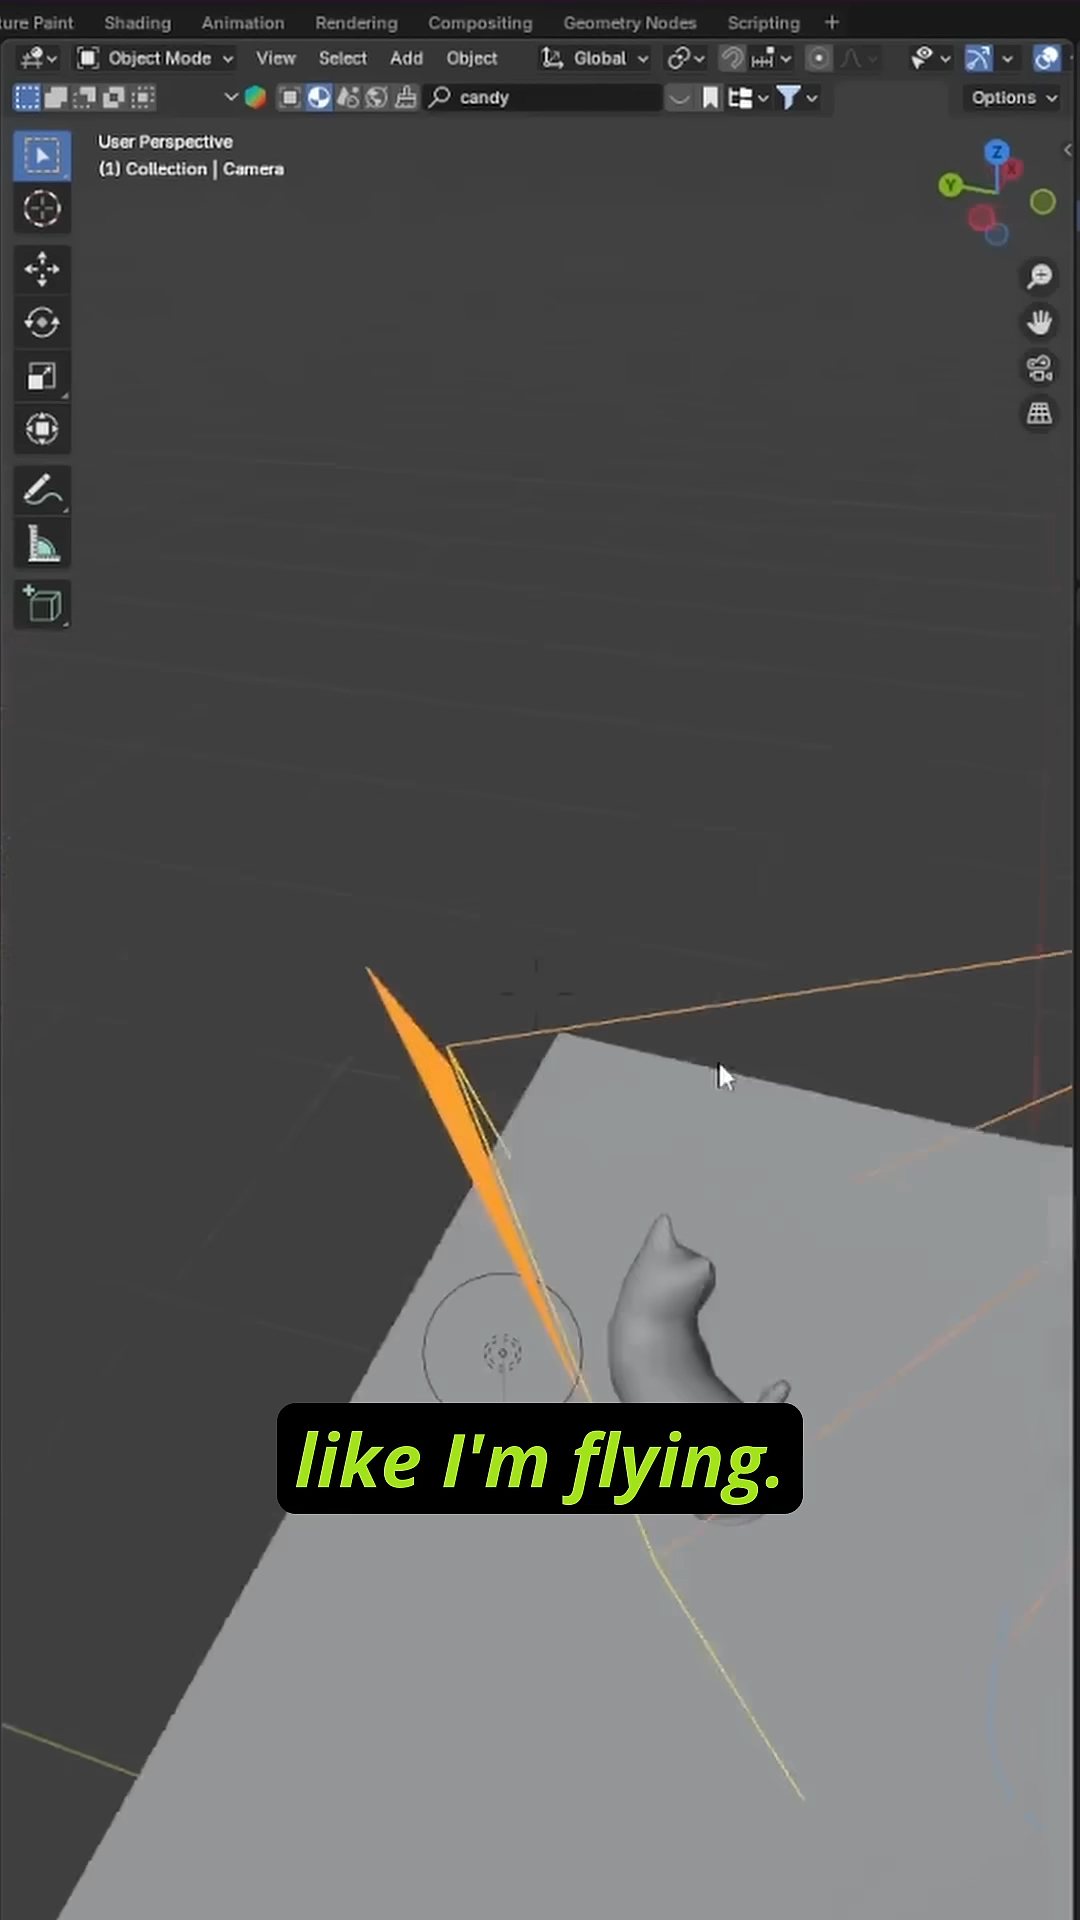 ture Paint Shading Animation Rendering Compositing Geometry Nodes Scripting +
Object Mode View Select Add Object Global
candy Options
User Perspective
(1) Collection | Camera
Z
X
Y
like I'm flying.